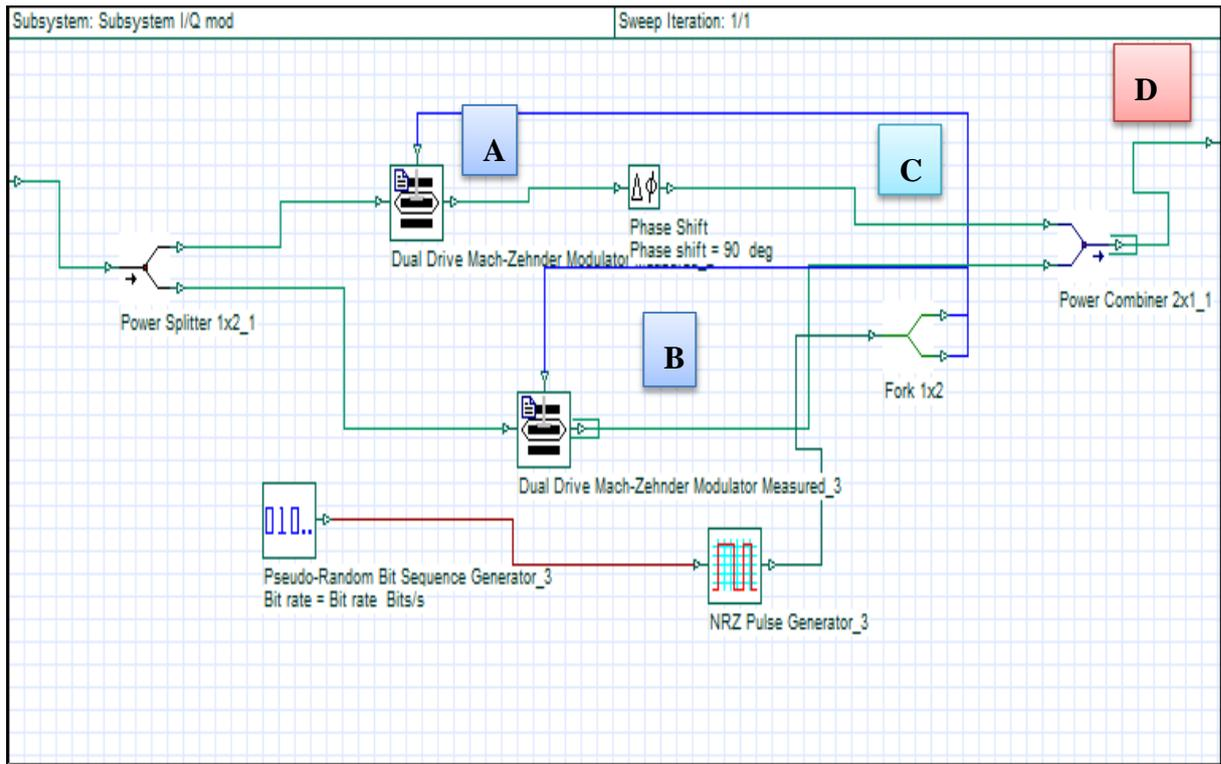 Subsystem: Subsystem I/Q mod
Sweep Iteration: 1/1
D
A
C
Phase Shift
Phase shift = 90 deg
Dual Drive Mach-Zehnder Modulator
Power Combiner 2x1_1
Power Splitter 1x2_1
B
Fork 1x2
Dual Drive Mach-Zehnder Modulator Measured_3
010..
Pseudo-Random Bit Sequence Generator_3
Bit rate = Bit rate Bits/s
NRZ Pulse Generator_3